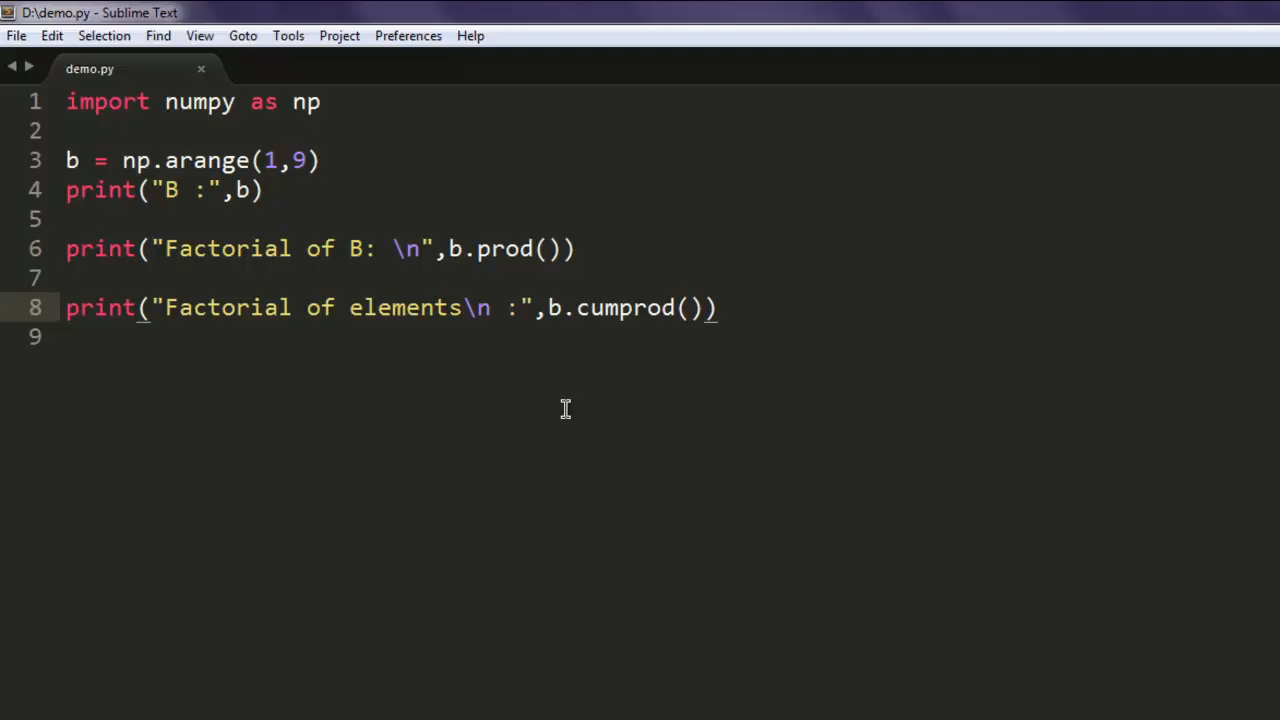 D:\demo.py - Sublime Text
File Edit Selection Find View Goto Tools Project Preferences Help
demo.py x
1 import numpy as np
2
3 b = np.arange(1,9)
4 print("B :",b)
5
6 print("Factorial of B: \n",b.prod())
7
8 print("Factorial of elements\n :",b.cumprod())
9